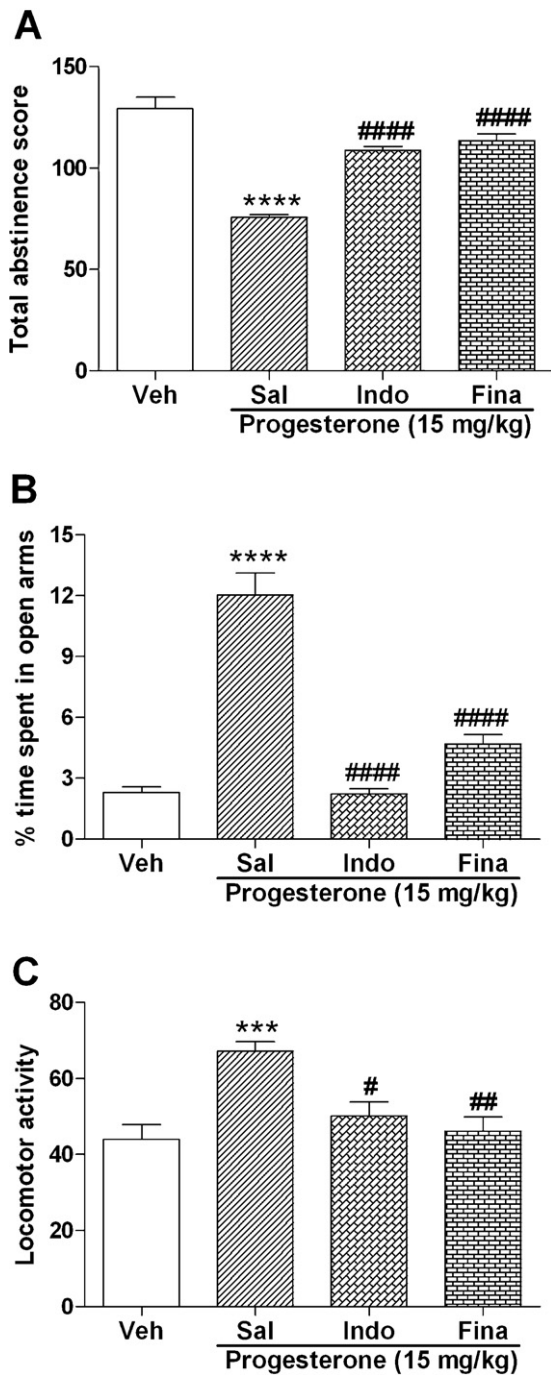 A
Total abstinence score
150
100
50
0
****
####
####
Veh
Sal
Indo
Fina
Progesterone (15 mg/kg)
B
% time spent in open arms
15
12
9
6
3
0
****
####
####
Veh
Sal
Indo
Fina
Progesterone (15 mg/kg)
C
Locomotor activity
80
60
40
20
0
***
#
##
Veh
Sal
Indo
Fina
Progesterone (15 mg/kg)